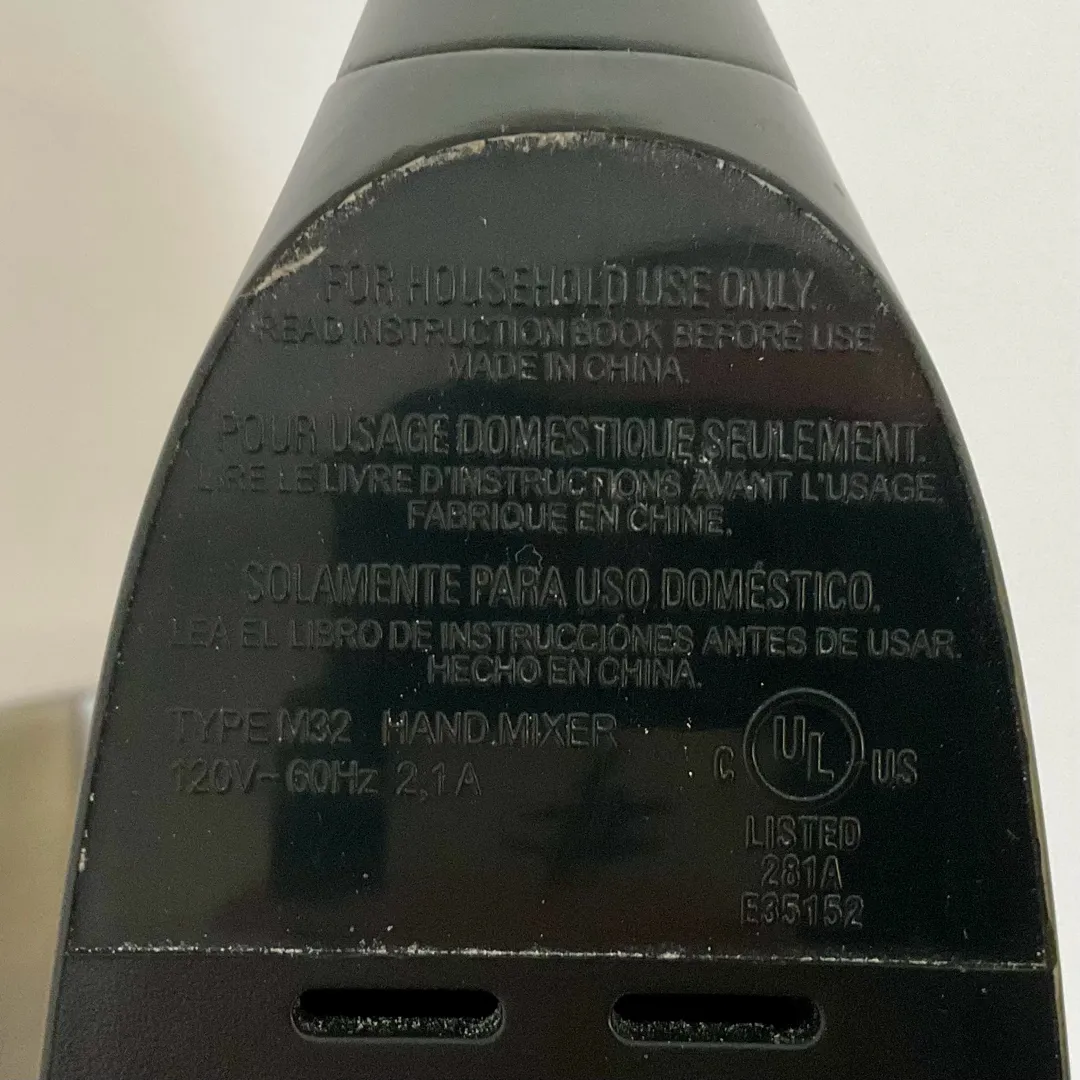 FOR HOUSEHOLD USE ONLY.
READ INSTRUCTION BOOK BEFORE USE
MADE IN CHINA.
POUR USAGE DOMESTIQUE SEULEMENT.
LIRE LE LIVRE D'INSTRUCTIONS AVANT L'USAGE.
FABRIQUE EN CHINE.
SOLAMENTE PARA USO DOMÉSTICO.
LEA EL LIBRO DE INSTRUCCIÓNES ANTES DE USAR.
HECHO EN CHINA.
TYPE M32 HAND.MIXER
120V~60Hz 2,1A
C UL US
LISTED
281A
E35152